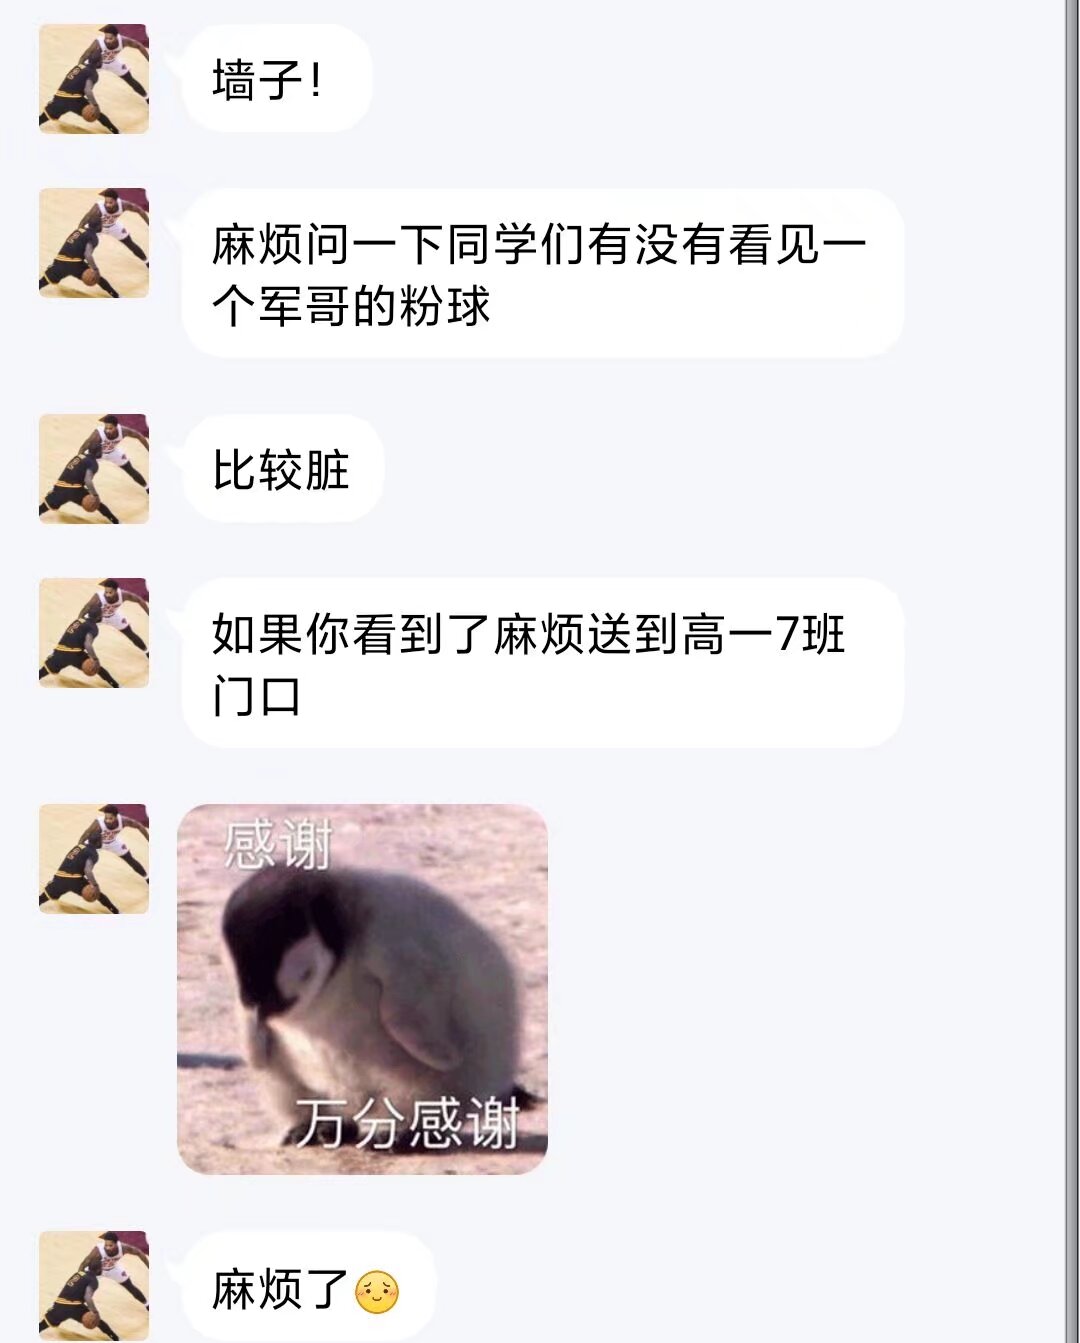 墙子！
麻烦问一下同学们有没有看见一
个军哥的粉球
比较脏
如果你看到了麻烦送到高一7班
门口
感谢
万分感谢
麻烦了